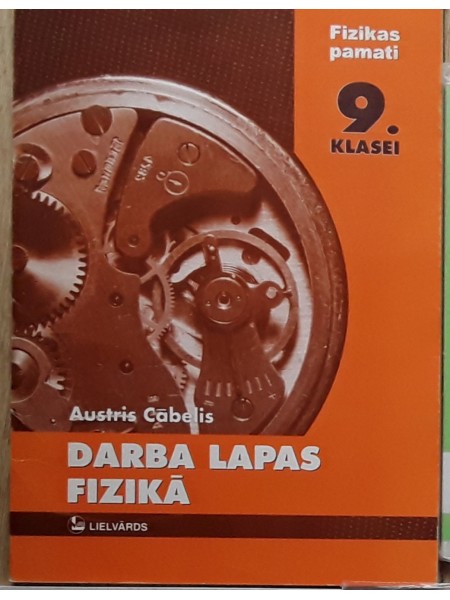 Fizikas
pamati
9.
KLASEI
Austris Cābelis
DARBA LAPAS
FIZIKĀ
LIELVĀRDS